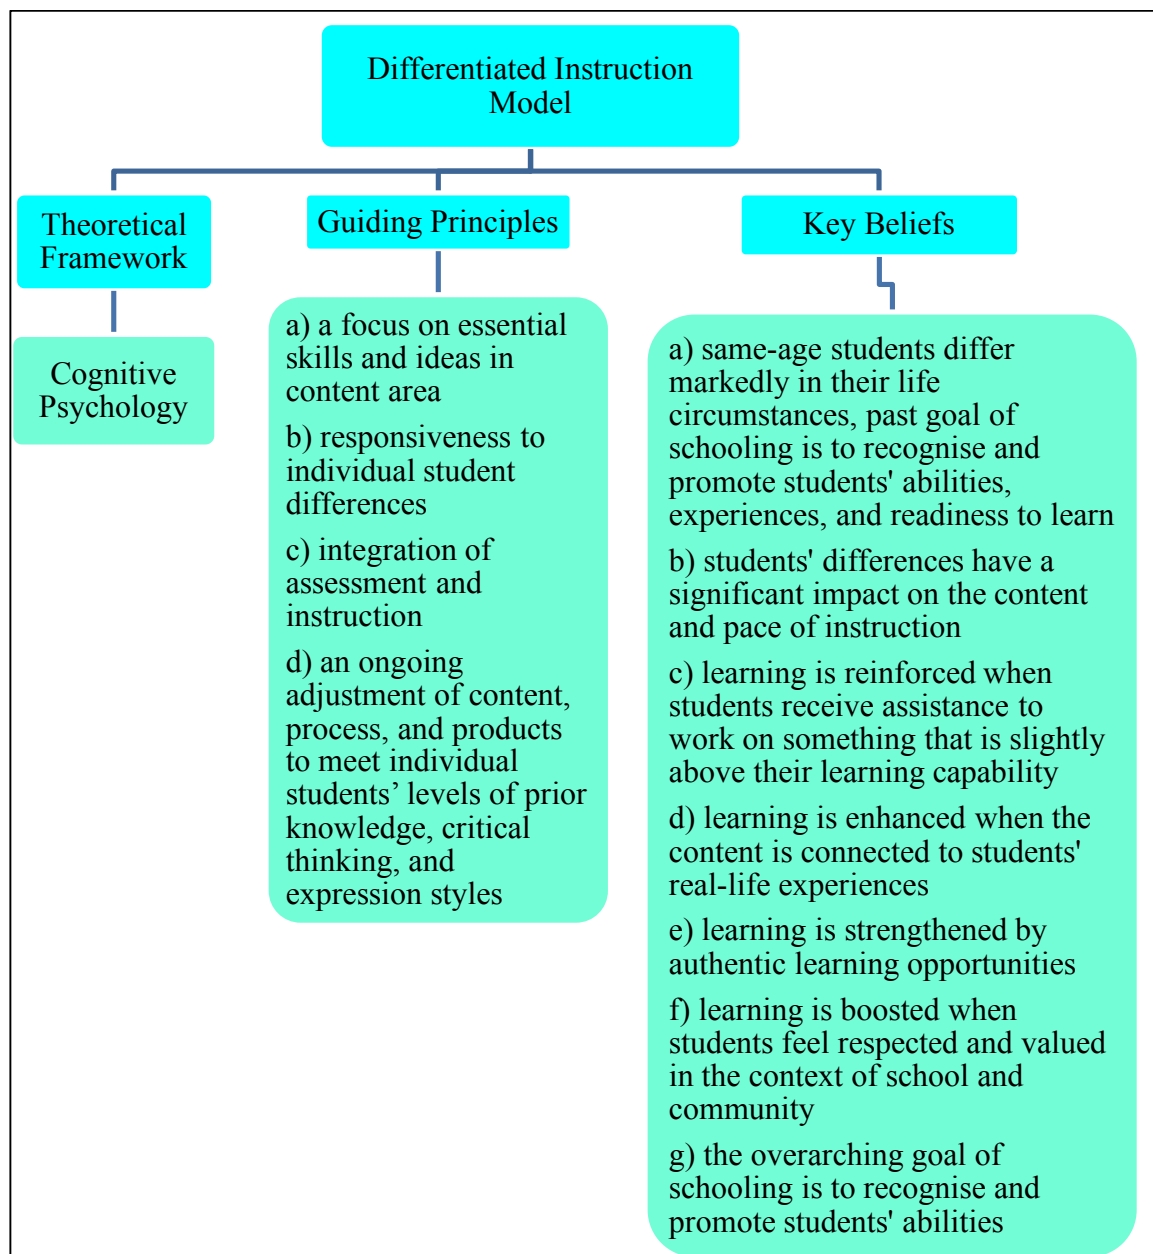 Differentiated Instruction
Model
Theoretical
Framework
Cognitive
Psychology
Guiding Principles
a) a focus on essential
skills and ideas in
content area
b) responsiveness to
individual student
differences
c) integration of
assessment and
instruction
d) an ongoing
adjustment of content,
process, and products
to meet individual
students’ levels of prior
knowledge, critical
thinking, and
expression styles
Key Beliefs
a) same-age students differ
markedly in their life
circumstances, past goal of
schooling is to recognise and
promote students' abilities,
experiences, and readiness to learn
b) students' differences have a
significant impact on the content
and pace of instruction
c) learning is reinforced when
students receive assistance to
work on something that is slightly
above their learning capability
d) learning is enhanced when the
content is connected to students'
real-life experiences
e) learning is strengthened by
authentic learning opportunities
f) learning is boosted when
students feel respected and valued
in the context of school and
community
g) the overarching goal of
schooling is to recognise and
promote students' abilities